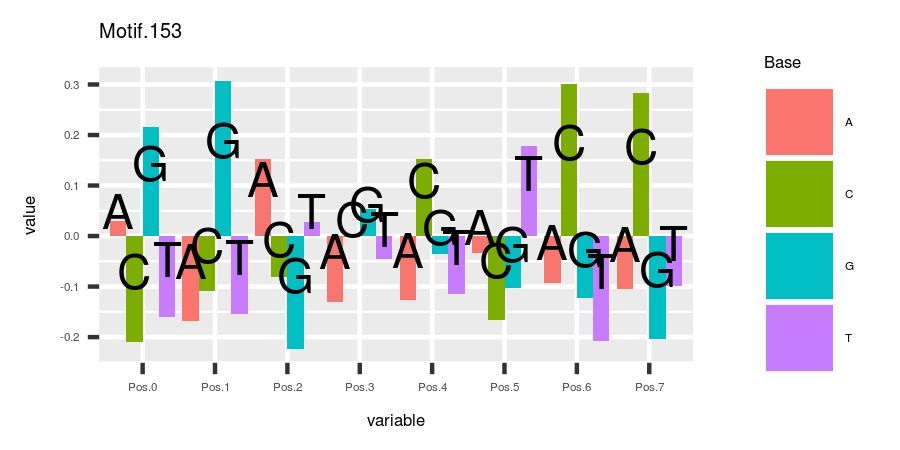 Motif.153
Base
value
0.3
0.2
0.1
0.0
-0.1
-0.2
A C G T A C G T A C G T A C G T A C G T A C G T A C G T A C G T
A
C
G
T
Pos.0 Pos.1 Pos.2 Pos.3 Pos.4 Pos.5 Pos.6 Pos.7
variable